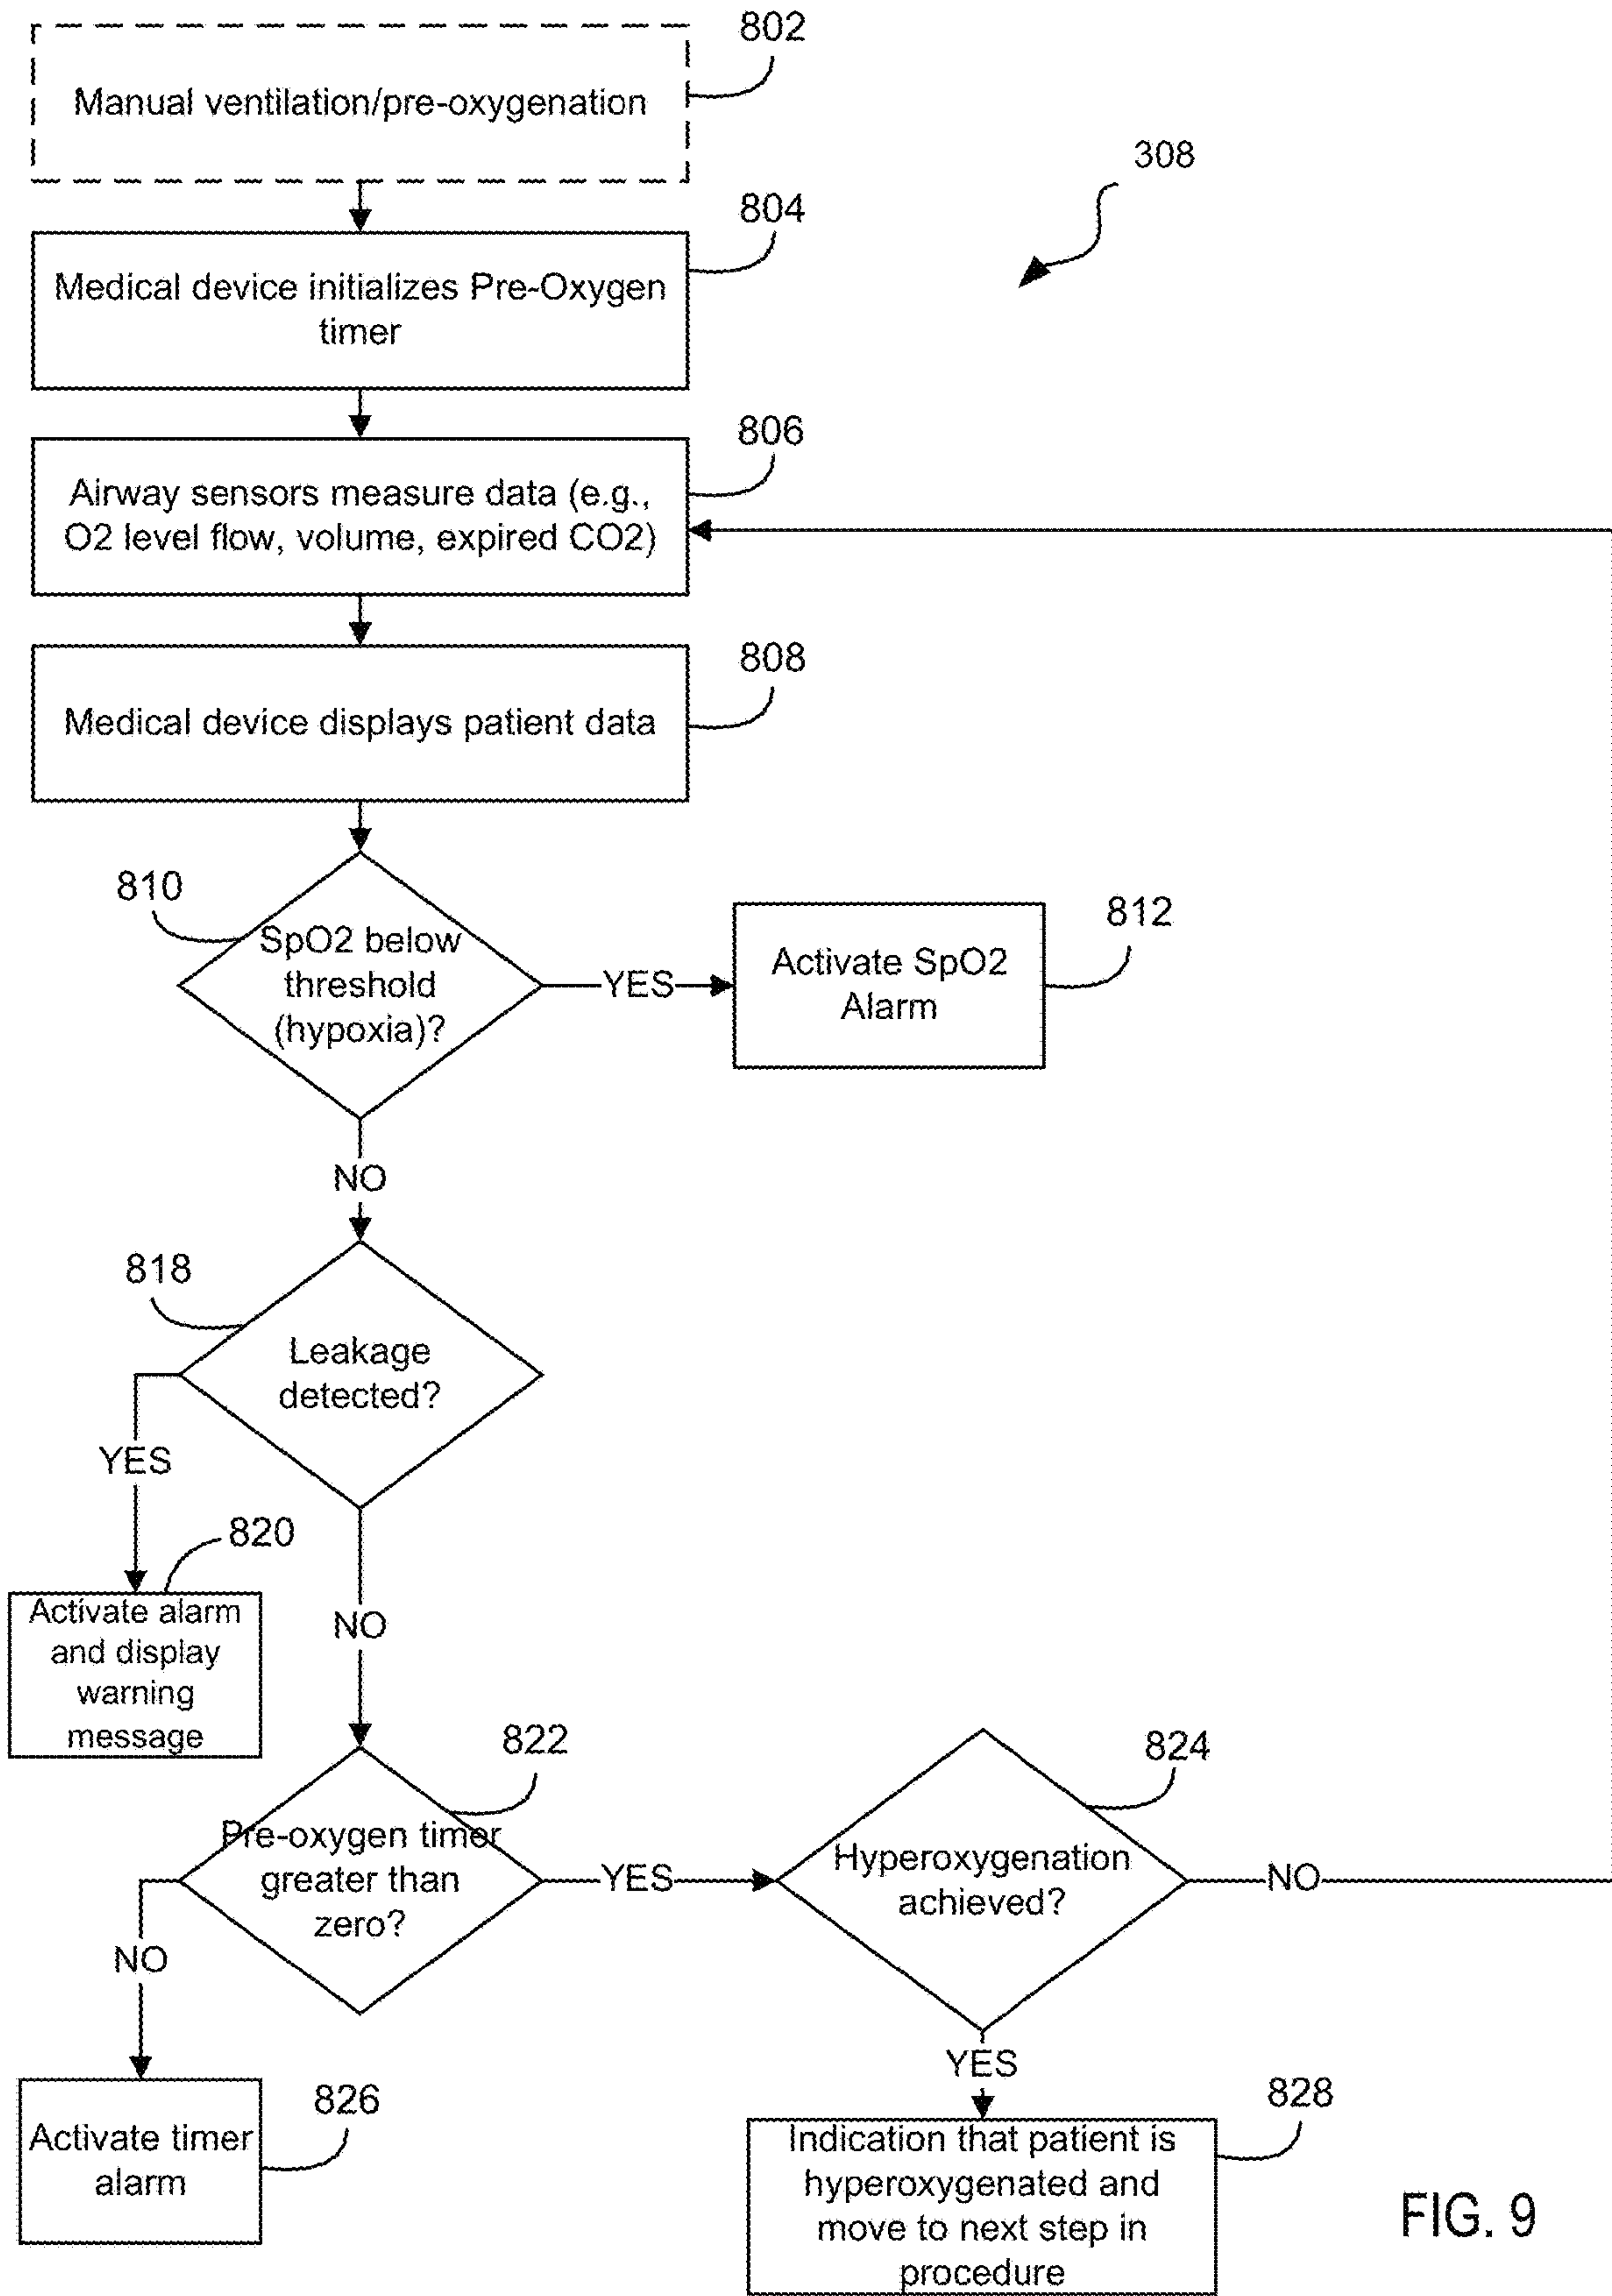 802
Manual ventilation/pre-oxygenation
308
804
Medical device initializes Pre-Oxygen
timer
806
Airway sensors measure data (e.g.,
O2 level flow, volume, expired CO2)
808
Medical device displays patient data
810
SpO2 below
threshold
(hypoxia)?
YES
812
Activate SpO2
Alarm
NO
818
Leakage
detected?
YES
820
Activate alarm
and display
warning
message
NO
822
Pre-oxygen timer
greater than
zero?
YES
824
Hyperoxygenation
achieved?
NO
NO
826
Activate timer
alarm
YES
828
Indication that patient is
hyperoxygenated and
move to next step in
procedure
FIG. 9